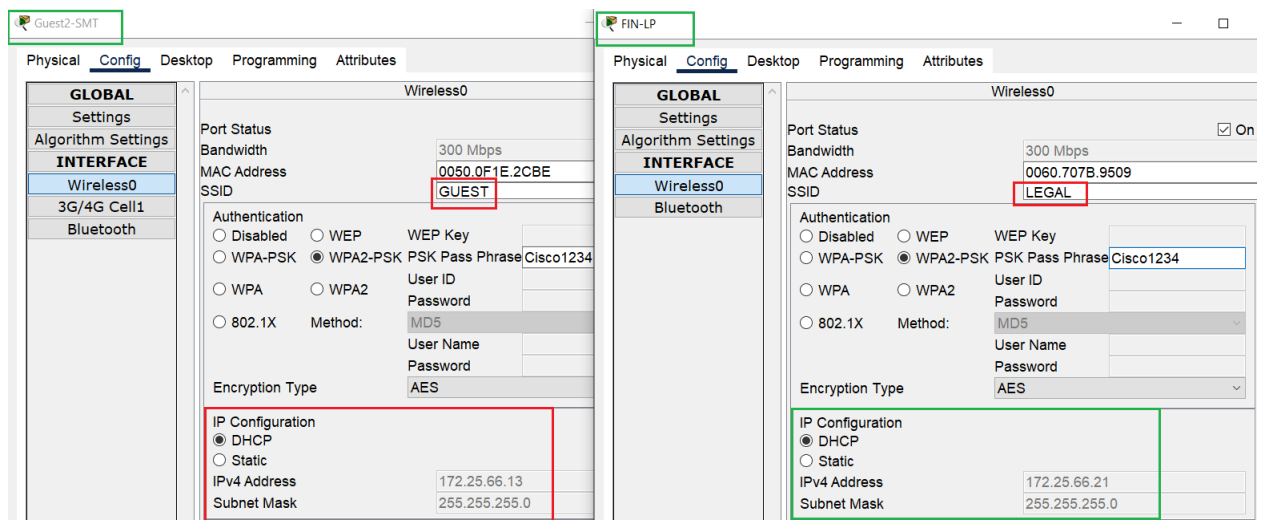 Guest2-SMT
Physical Config Desktop Programming Attributes
GLOBAL
Settings
Algorithm Settings
INTERFACE
Wireless0
3G/4G Cell1
Bluetooth
Wireless0
Port Status
Bandwidth 300 Mbps
MAC Address 0050.0F1E.2CBE
SSID GUEST
Authentication
Disabled WEP WEP Key
WPA-PSK WPA2-PSK PSK Pass Phrase Cisco1234
User ID
WPA WPA2
Password
802.1X Method: MD5
User Name
Password
Encryption Type AES
IP Configuration
DHCP
Static
IPv4 Address 172.25.66.13
Subnet Mask 255.255.255.0
FIN-LP
Physical Config Desktop Programming Attributes
GLOBAL
Settings
Algorithm Settings
INTERFACE
Wireless0
Bluetooth
Wireless0
Port Status On
Bandwidth 300 Mbps
MAC Address 0060.707B.9509
SSID LEGAL
Authentication
Disabled WEP WEP Key
WPA-PSK WPA2-PSK PSK Pass Phrase Cisco1234
User ID
WPA WPA2
Password
802.1X Method: MD5
User Name
Password
Encryption Type AES
IP Configuration
DHCP
Static
IPv4 Address 172.25.66.21
Subnet Mask 255.255.255.0